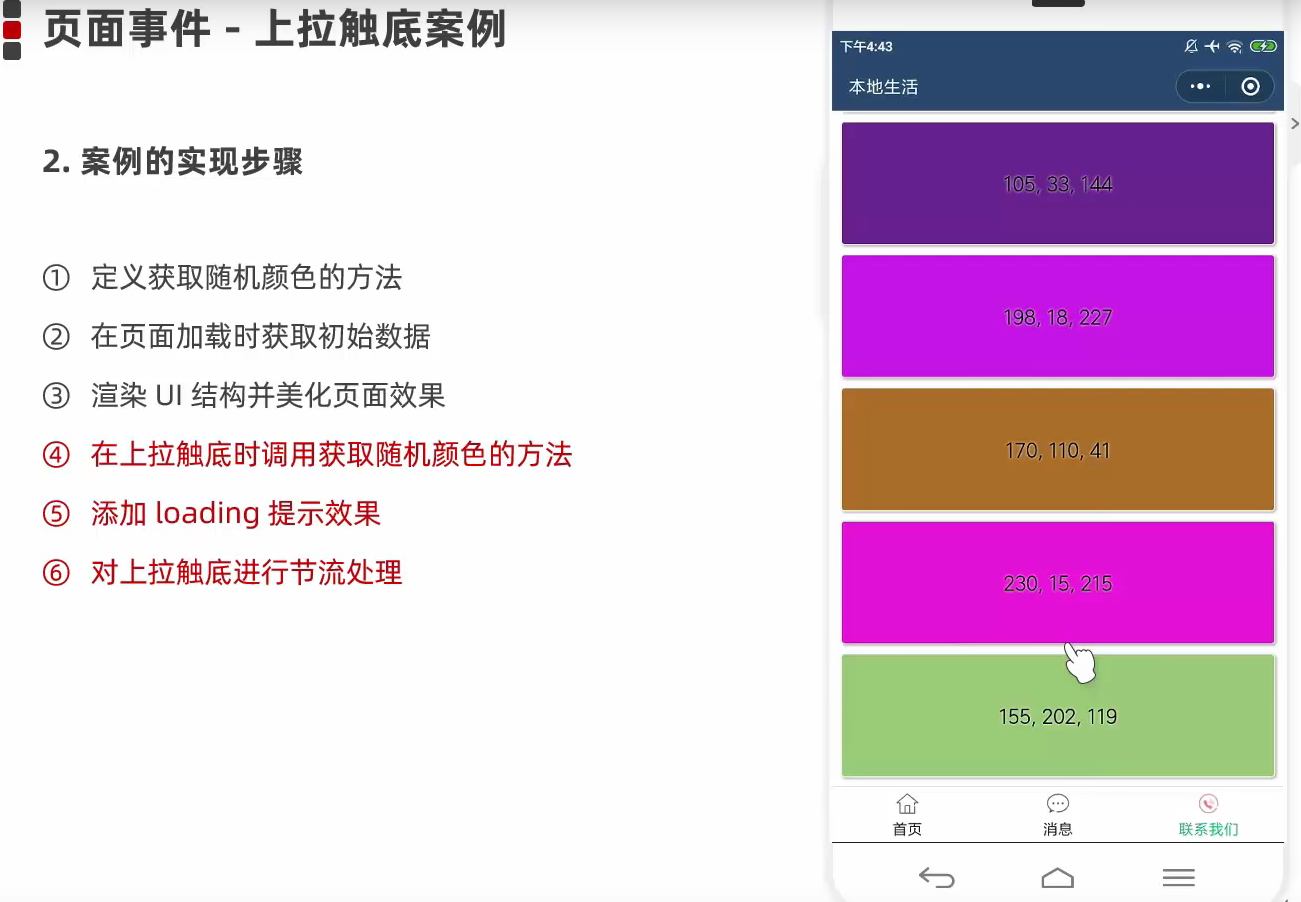 页面事件 - 上拉触底案例
2. 案例的实现步骤
① 定义获取随机颜色的方法
② 在页面加载时获取初始数据
③ 渲染 UI 结构并美化页面效果
④ 在上拉触底时调用获取随机颜色的方法
⑤ 添加 loading 提示效果
⑥ 对上拉触底进行节流处理
下午4:43
本地生活
105, 33, 144
198, 18, 227
170, 110, 41
230, 15, 215
155, 202, 119
首页 消息 联系我们